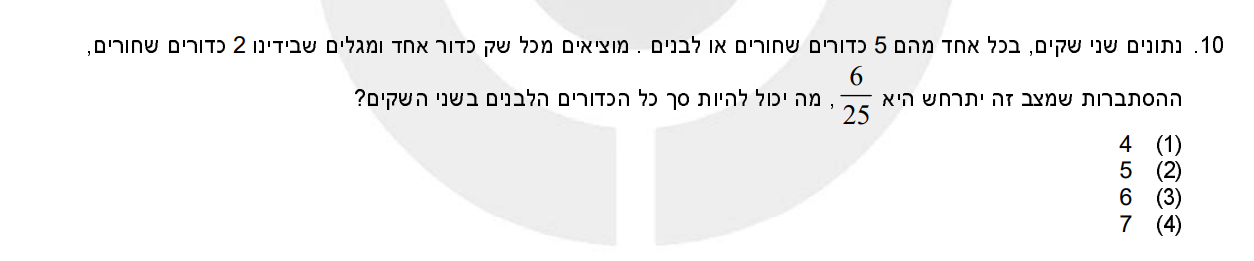 10. נתונים שני שקים, בכל אחד מהם 5 כדורים שחורים או לבנים . מוציאים מכל שק כדור אחד ומגלים שבידינו 2 כדורים שחורים,
ההסתברות שמצב זה יתרחש היא 6/25 , מה יכול להיות סך כל הכדורים הלבנים בשני השקים?
(1) 4
(2) 5
(3) 6
(4) 7